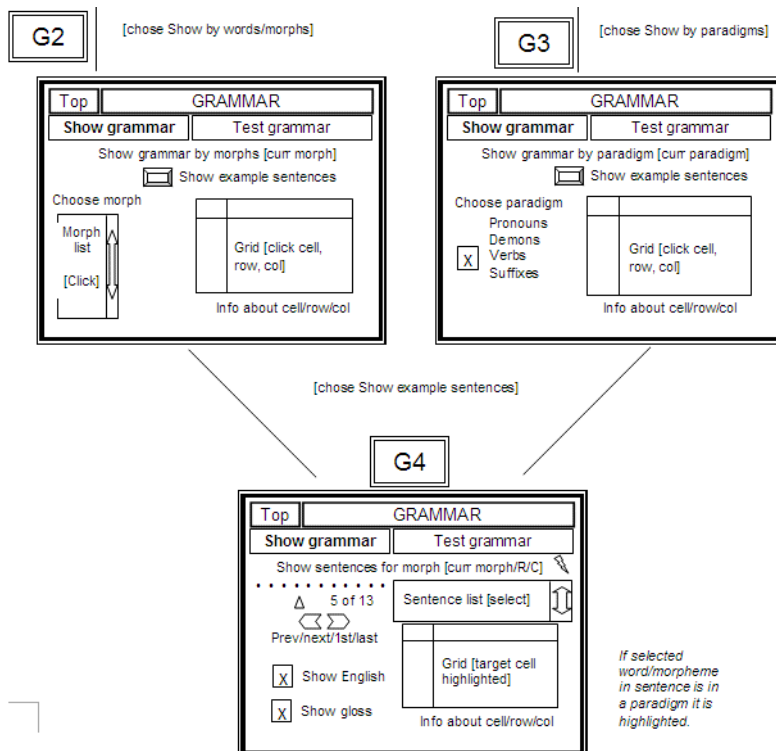 G2
[chose Show by words/morphs]
G3
[chose Show by paradigms]
Top
GRAMMAR
Show grammar
Test grammar
Show grammar by morphs [curr morph]
Show example sentences
Choose morph
Morph
list
[Click]
Grid [click cell,
row, col]
Info about cell/row/col
Top
GRAMMAR
Show grammar
Test grammar
Show grammar by paradigm [curr paradigm]
Show example sentences
Choose paradigm
Pronouns
Demons
X
Verbs
Suffixes
Grid [click cell,
row, col]
Info about cell/row/col
[chose Show example sentences]
G4
Top
GRAMMAR
Show grammar
Test grammar
Show sentences for morph [curr morph/R/C]
5 of 13
Prev/next/1st/last
Sentence list [select]
X Show English
X Show gloss
Grid [target cell
highlighted]
Info about cell/row/col
If selected
word/morpheme
in sentence is in
a paradigm it is
highlighted.